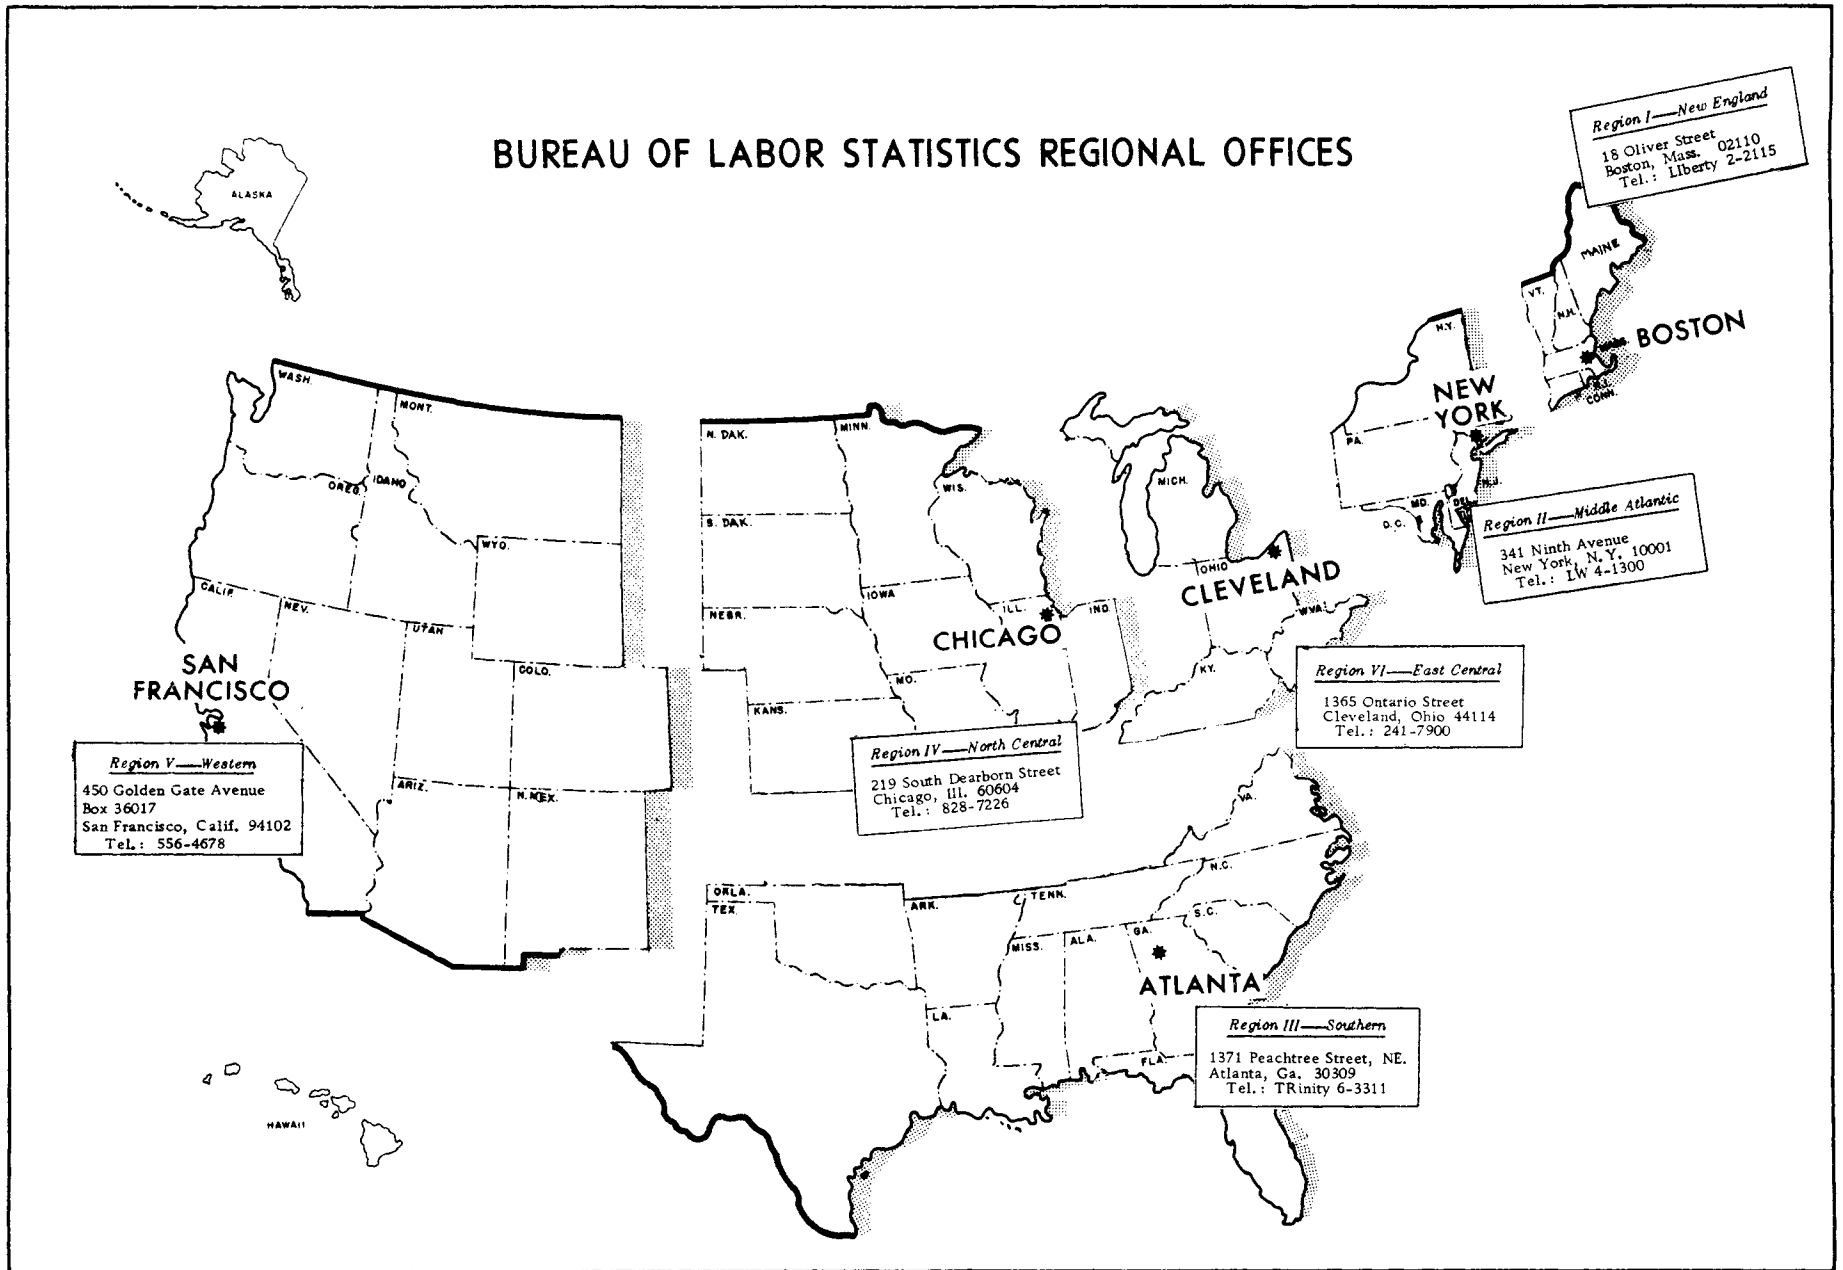 BUREAU OF LABOR STATISTICS REGIONAL OFFICES
Region I—New England
18 Oliver Street
Boston, Mass. 02110
Tel.: LIberty 2-2115
ALASKA
MAINE
VT.
N.H.
MASS.
BOSTON
R.I.
CONN.
N.Y.
NEW
YORK
PA.
N.J.
MD.
DEL.
D.C.
Region II—Middle Atlantic
341 Ninth Avenue
New York, N.Y. 10001
Tel.: LW 4-1300
WASH.
MONT.
OREG.
IDAHO
WYO.
CALIF.
NEV.
UTAH
COLO.
ARIZ.
N. MEX.
SAN
FRANCISCO
Region V—Western
450 Golden Gate Avenue
Box 36017
San Francisco, Calif. 94102
Tel.: 556-4678
N. DAK.
MINN.
S. DAK.
WIS.
NEBR.
IOWA
ILL.
IND.
CHICAGO
MO.
KANS.
Region IV—North Central
219 South Dearborn Street
Chicago, Ill. 60604
Tel.: 828-7226
MICH.
OHIO
CLEVELAND
W.VA.
KY.
Region VI—East Central
1365 Ontario Street
Cleveland, Ohio 44114
Tel.: 241-7900
VA.
N.C.
OKLA.
TEX.
ARK.
TENN.
S.C.
MISS.
ALA.
GA.
ATLANTA
LA.
FLA.
Region III—Southern
1371 Peachtree Street, NE.
Atlanta, Ga. 30309
Tel.: TRinity 6-3311
HAWAII